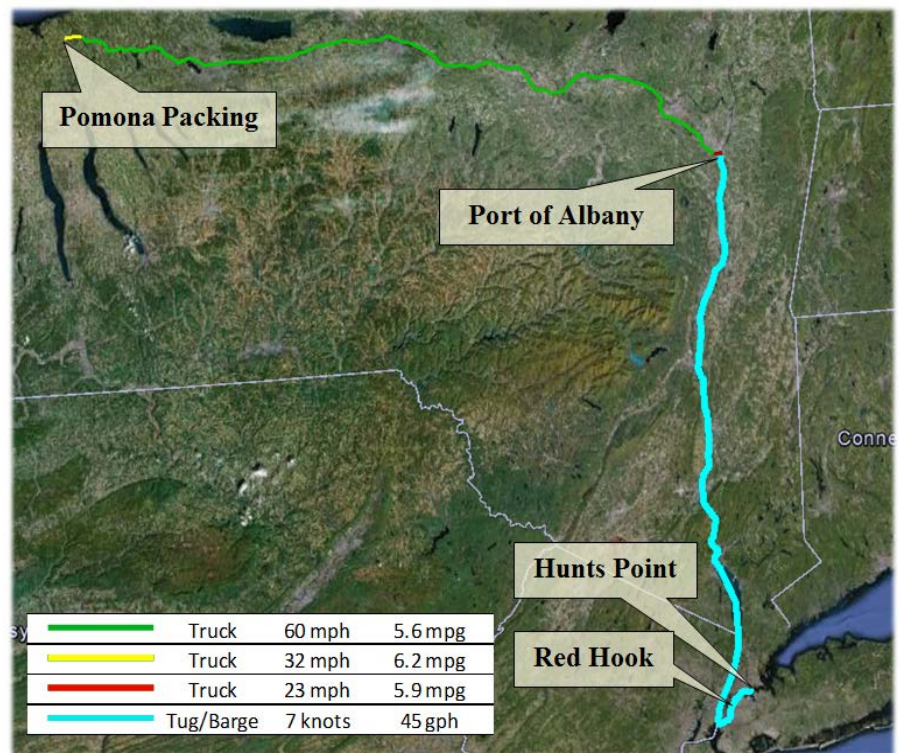 Pomona Packing
Port of Albany
Conne
Hunts Point
Red Hook
sy
Truck 60 mph 5.6 mpg
Truck 32 mph 6.2 mpg
Truck 23 mph 5.9 mpg
Tug/Barge 7 knots 45 gph